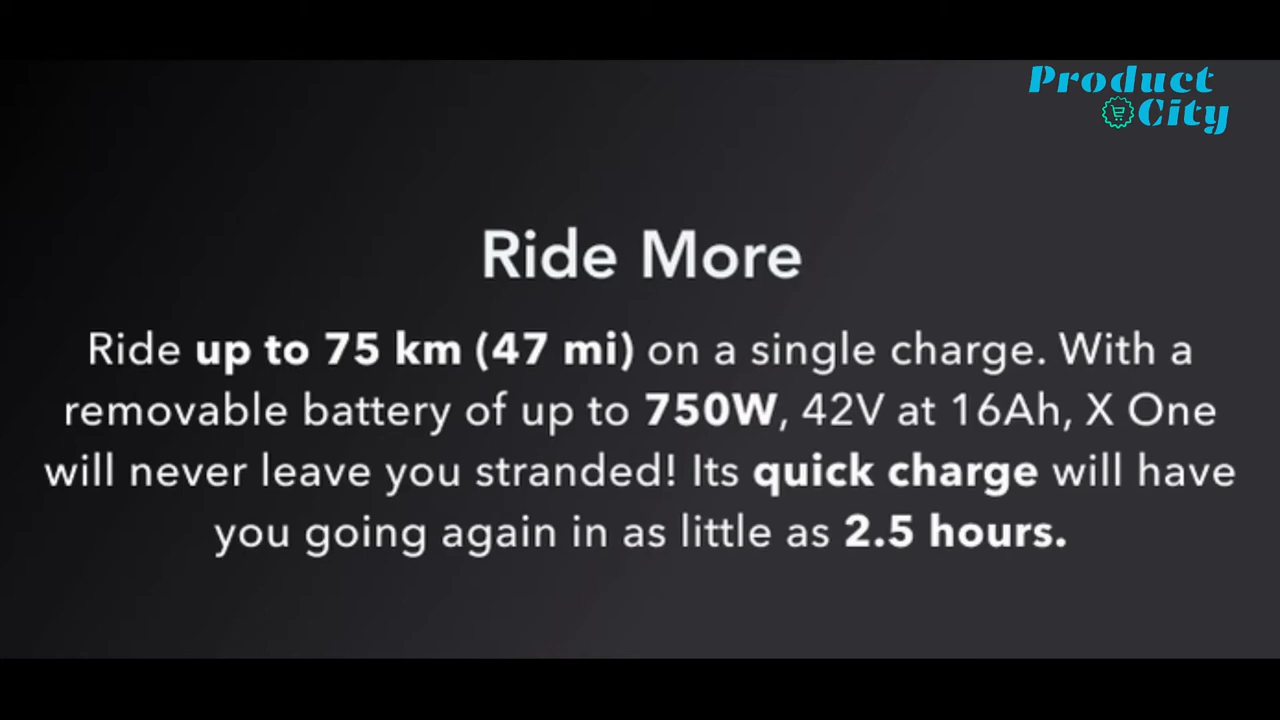 Product
City
Ride More
Ride up to 75 km (47 mi) on a single charge. With a
removable battery of up to 750W, 42V at 16Ah, X One
will never leave you stranded! Its quick charge will have
you going again in as little as 2.5 hours.